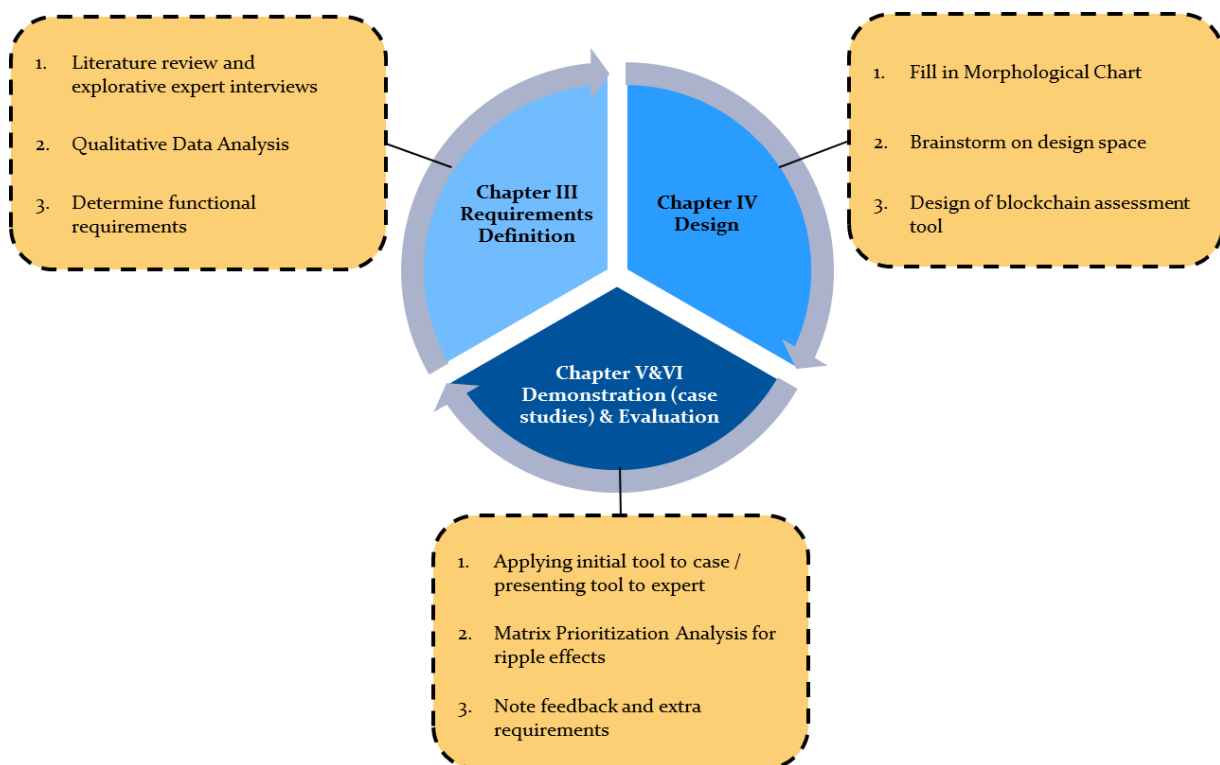 1. Literature review and
explorative expert interviews
2. Qualitative Data Analysis
3. Determine functional
requirements
Chapter III
Requirements
Definition
Chapter IV
Design
1. Fill in Morphological Chart
2. Brainstorm on design space
3. Design of blockchain assessment
tool
Chapter V&VI
Demonstration (case
studies) & Evaluation
1. Applying initial tool to case /
presenting tool to expert
2. Matrix Prioritization Analysis for
ripple effects
3. Note feedback and extra
requirements